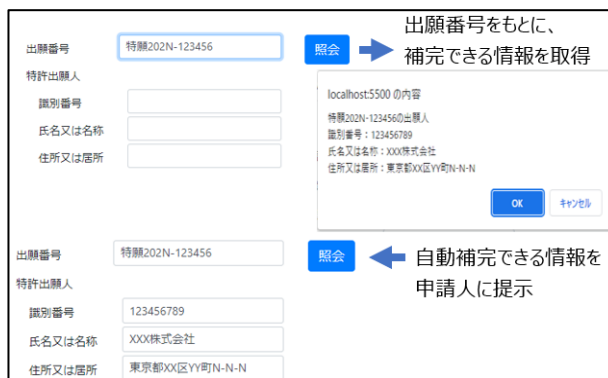 出願番号をもとに、
補完できる情報を取得
出願番号 特願202N-123456 照会
特許出願人
識別番号
氏名又は名称
住所又は居所
localhost:5500 の内容
特願202N-123456の出願人
識別番号：123456789
氏名又は名称：XXX株式会社
住所又は居所：東京都XX区YY町N-N-N
OK キャンセル
出願番号 特願202N-123456 照会
自動補完できる情報を
申請人に提示
特許出願人
識別番号 123456789
氏名又は名称 XXX株式会社
住所又は居所 東京都XX区YY町N-N-N